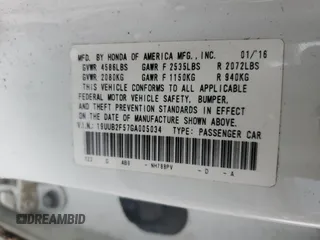 MFD. BY HONDA OF AMERICA MFG., INC. 01/16
GVWR 4586LBS GAWR F 2535LBS R 2072LBS
GVWR 2080KG GAWR F 1150KG R 940KG
THIS VEHICLE CONFORMS TO ALL APPLICABLE
FEDERAL MOTOR VEHICLE SAFETY, BUMPER,
AND THEFT PREVENTION STANDARDS IN
EFFECT ON THE DATE OF MANUFACTURE
SHOWN ABOVE.
V.I.N.: 19UUB2F57GA005034 TYPE: PASSENGER CAR
NH788PV - D - A
AUTOBIDMASTER